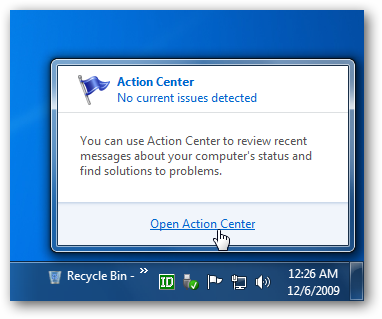 Action Center
No current issues detected
You can use Action Center to review recent
messages about your computer's status and
find solutions to problems.
Open Action Center
Recycle Bin - »
ID
12:26 AM
12/6/2009